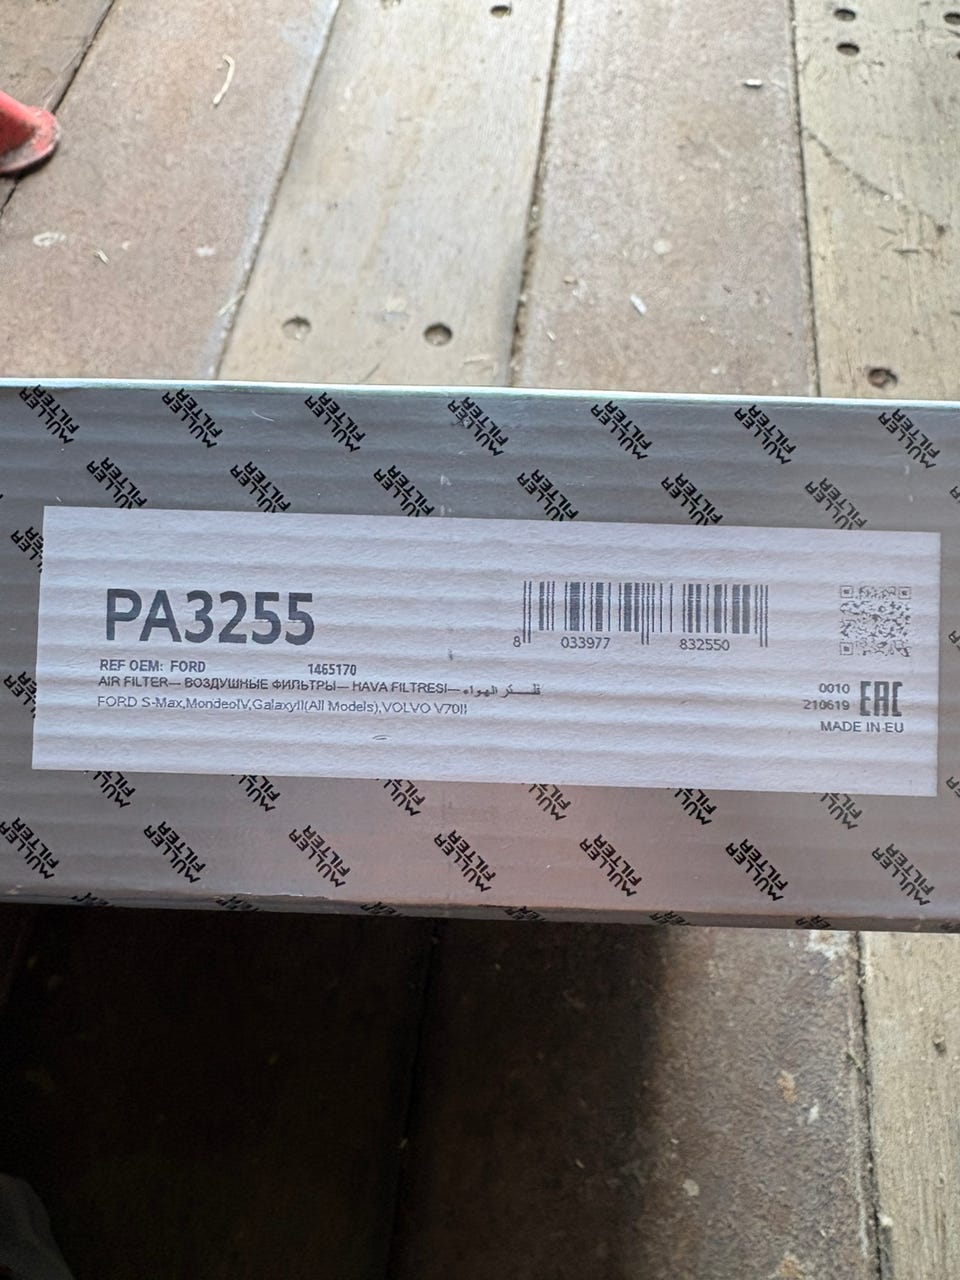 MULLER FILTER
PA3255
8 033977 832550
REF OEM: FORD 1465170
AIR FILTER— ВОЗДУШНЫЕ ФИЛЬТРЫ— HAVA FILTRESI— فلتر الهواء
FORD S-Max,MondeoIV,GalaxyII(All Models),VOLVO V70II
0010
210619
EAC
MADE IN EU